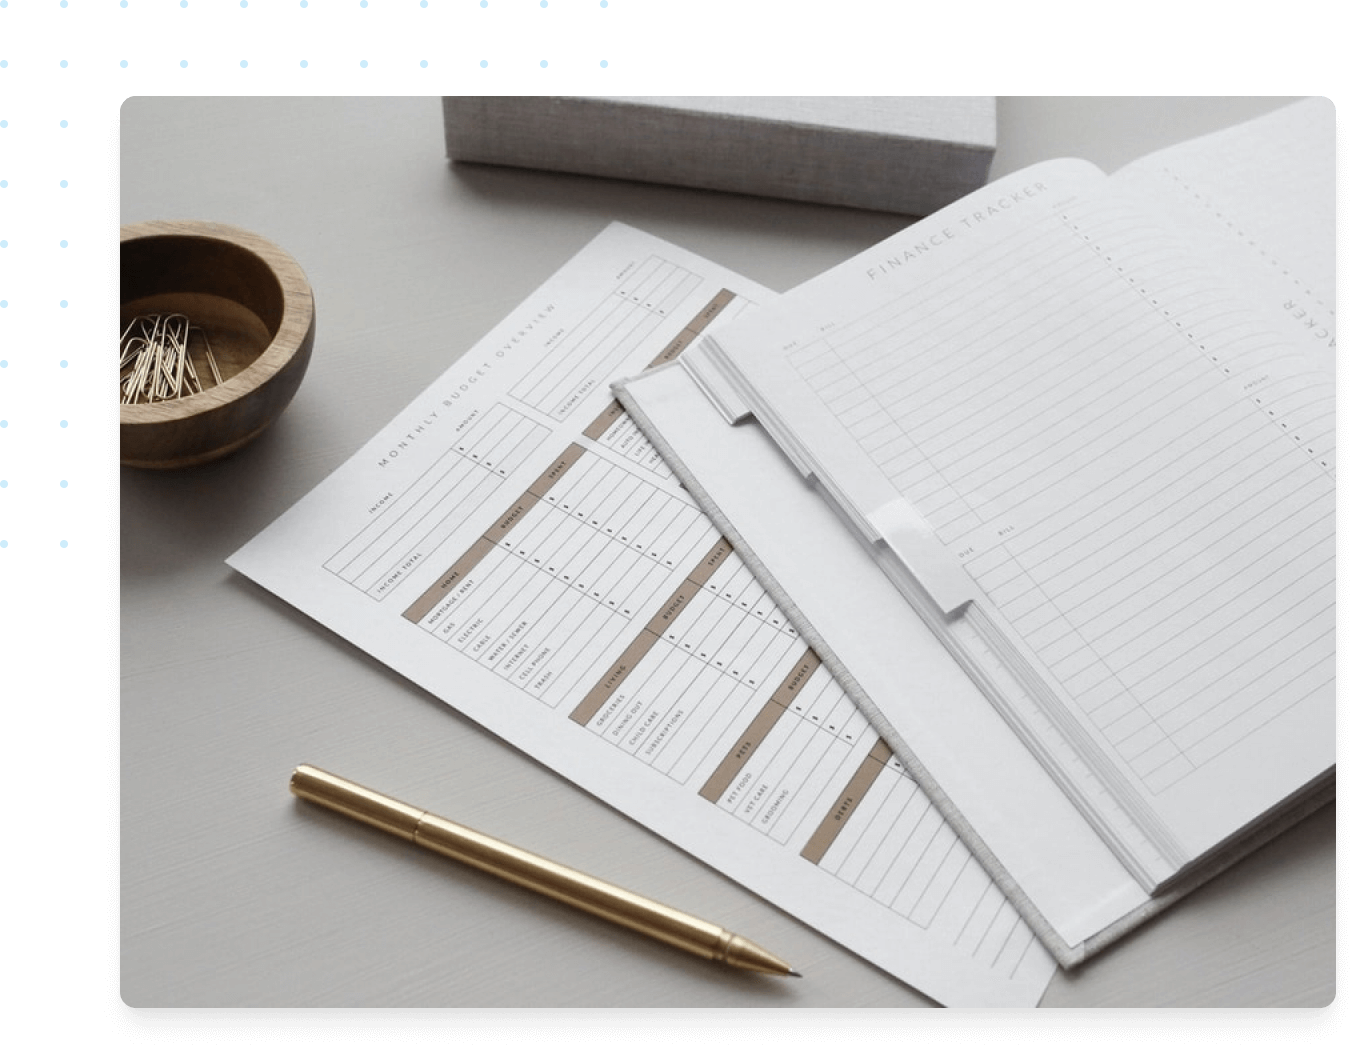 FINANCE TRACKER
DUE BILL
AMOUNT
DUE BILL
MONTHLY BUDGET OVERVIEW
INCOME AMOUNT
$
$
$
INCOME TOTAL
INCOME AMOUNT
$
$
$
INCOME TOTAL
HOME BUDGET SPENT
MORTGAGE / RENT $ $
GAS $ $
ELECTRIC $ $
CABLE $ $
WATER / SEWER $ $
INTERNET $ $
CELL PHONE $ $
TRASH $ $
BUDGET SPENT
LIVING BUDGET SPENT
GROCERIES $ $
DINING OUT $ $
CHILD CARE $ $
SUBSCRIPTIONS $ $
$ $
$ $
PETS BUDGET
PET FOOD $
VET CARE $
GROOMING $
$
DEBTS
$